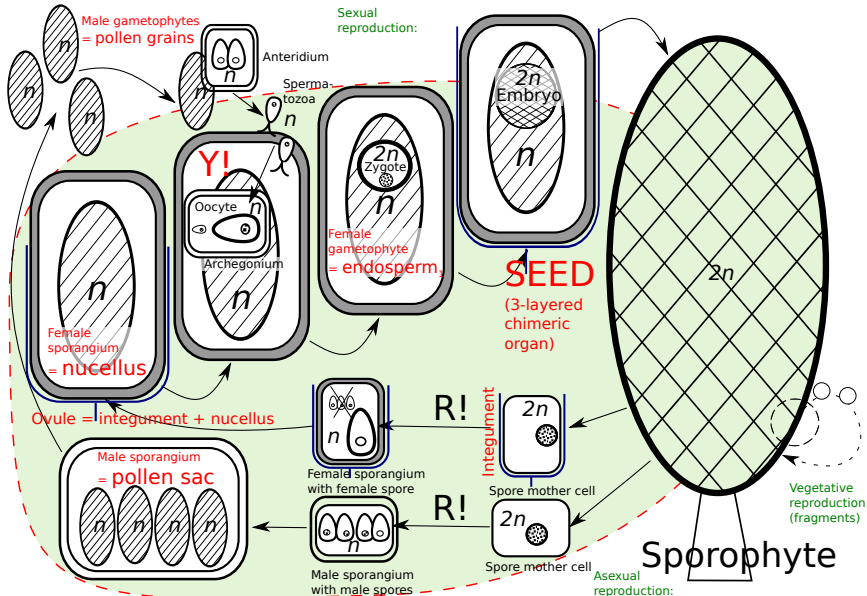 Sexual
reproduction:
Male gametophytes
= pollen grains
n
n
n
n
n
Anteridium
Sperma-
tozoa
n
2n
Embryo
n
Y!
Oocyte
n
Archegonium
n
2n
Zygote
n
Female
gametophyte
= endosperm₁
SEED
(3-layered
chimeric
organ)
2n
n
Female
sporangium
= nucellus
Ovule = integument + nucellus
n
Female sporangium
with female spore
R!
Integument
2n
Spore mother cell
Male sporangium
= pollen sac
n
n
n
n
n
Male sporangium
with male spores
R!
2n
Spore mother cell
Vegetative
reproduction
(fragments)
Sporophyte
Asexual
reproduction: